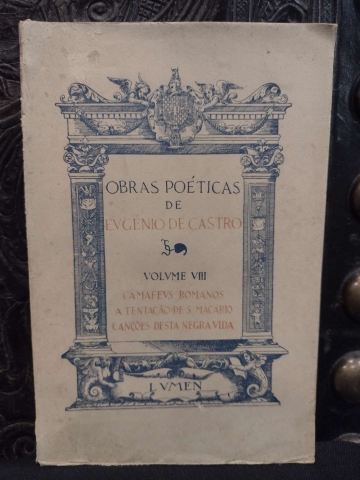 OBRAS POÉTICAS
DE
EVGÉNIO DE CASTRO
VOLVME VIII
CAMAFEVS ROMANOS
A TENTAÇÃO DE S. MACÁRIO
CANÇÕES DESTA NEGRA VIDA
LVMEN